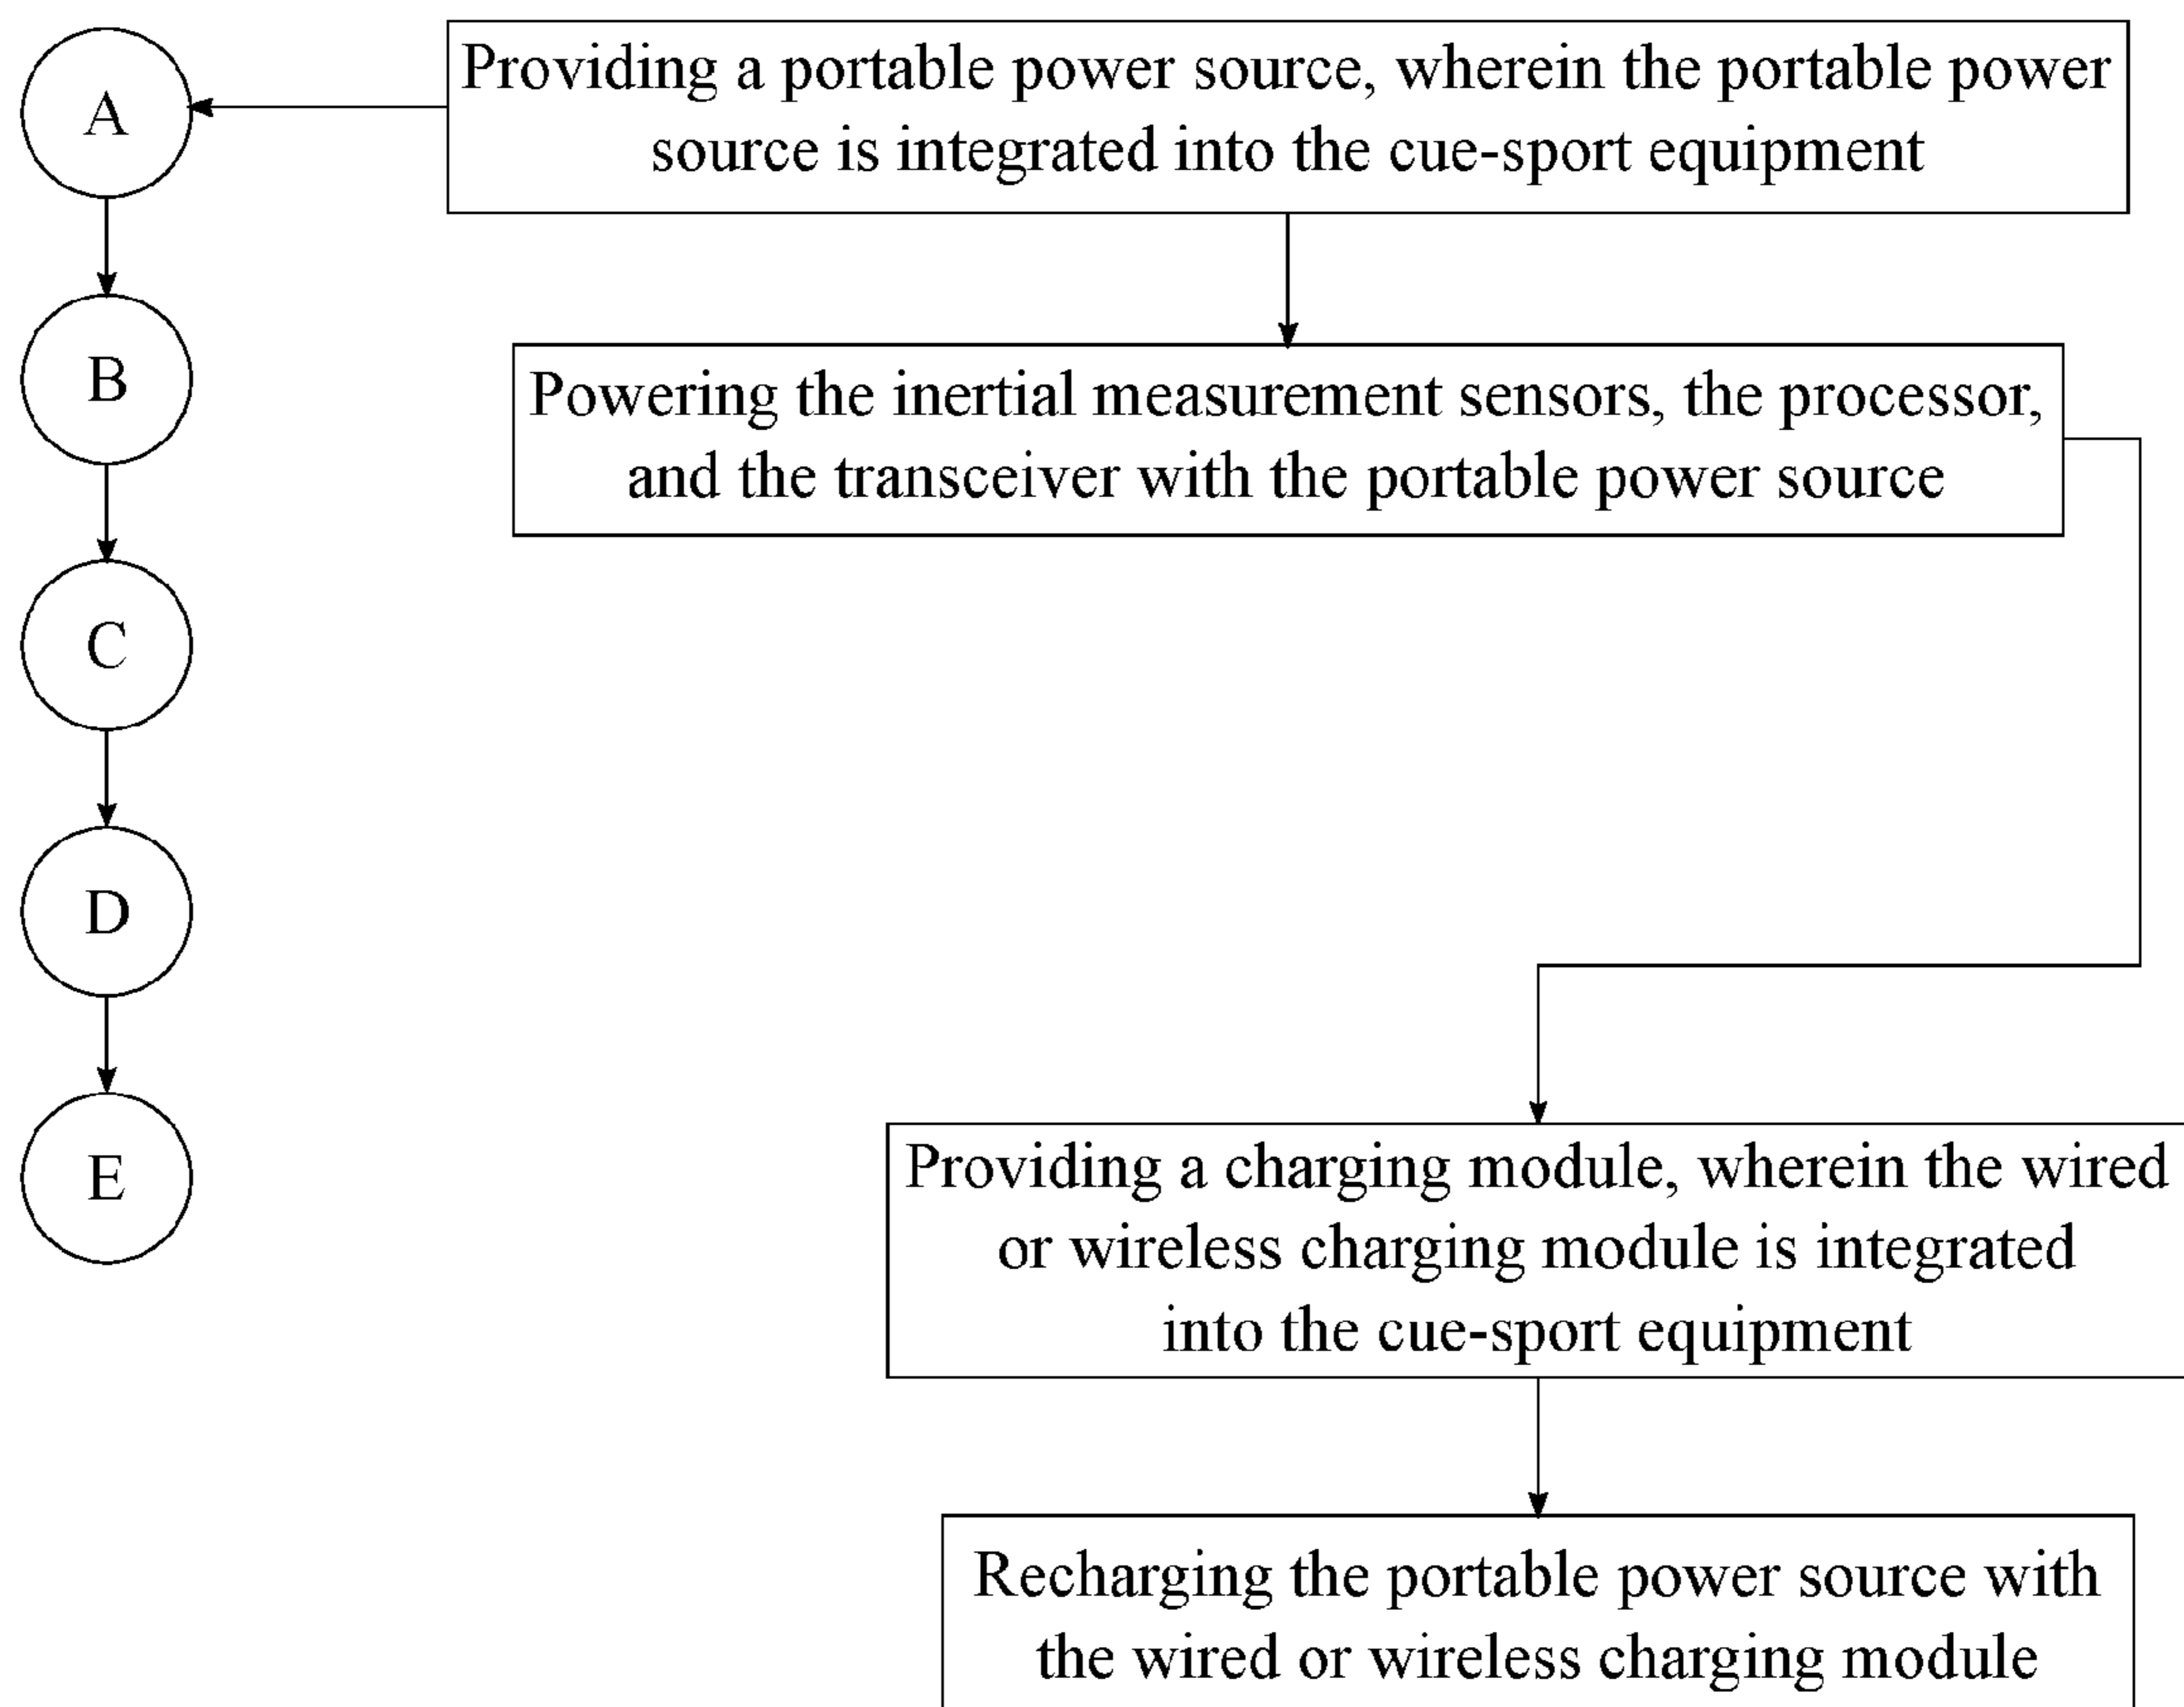 A
Providing a portable power source, wherein the portable power
source is integrated into the cue-sport equipment
B
Powering the inertial measurement sensors, the processor,
and the transceiver with the portable power source
C
D
E
Providing a charging module, wherein the wired
or wireless charging module is integrated
into the cue-sport equipment
Recharging the portable power source with
the wired or wireless charging module